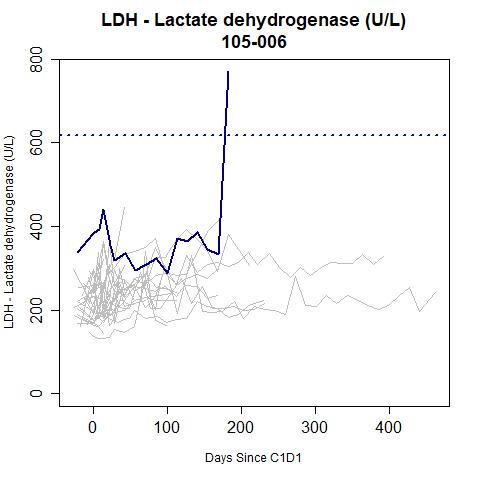 LDH - Lactate dehydrogenase (U/L)
105-006
LDH - Lactate dehydrogenase (U/L)
800
600
400
200
0
0 100 200 300 400
Days Since C1D1